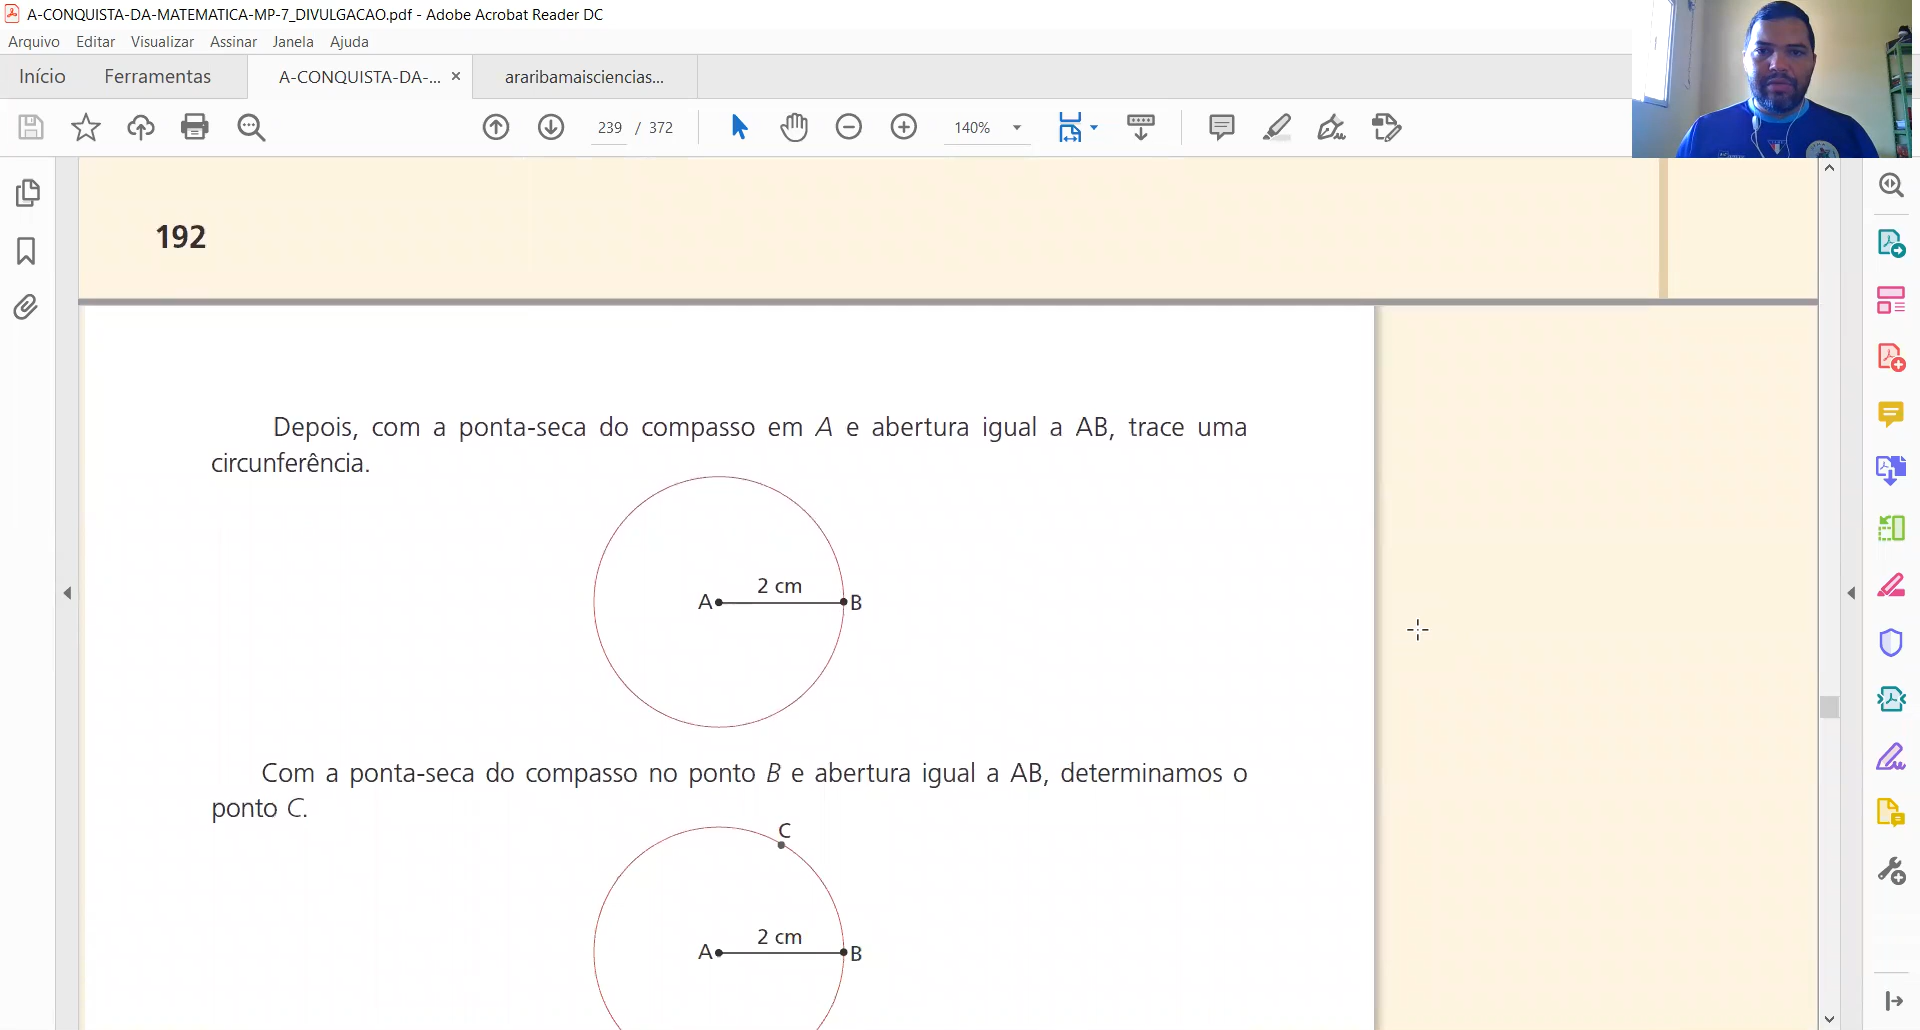 A-CONQUISTA-DA-MATEMATICA-MP-7_DIVULGACAO.pdf - Adobe Acrobat Reader DC
Arquivo Editar Visualizar Assinar Janela Ajuda
Início Ferramentas A-CONQUISTA-DA-... × araribamaisciencias...
239 / 372 140%
192
Depois, com a ponta-seca do compasso em A e abertura igual a AB, trace uma
circunferência.
2 cm
A B
Com a ponta-seca do compasso no ponto B e abertura igual a AB, determinamos o
ponto C.
C
2 cm
A B